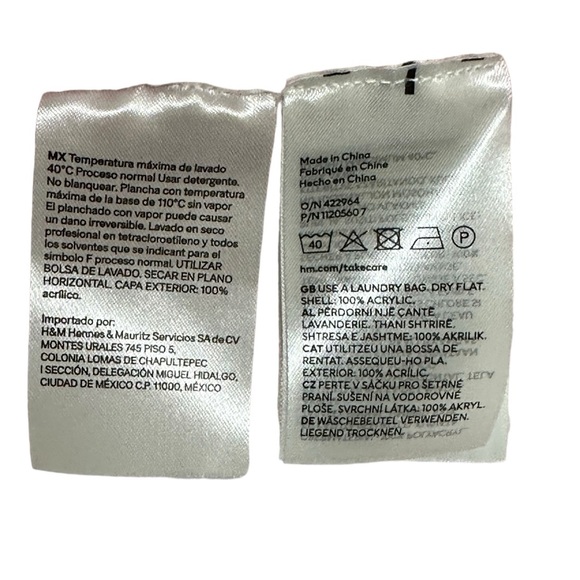 MX Temperatura máxima de lavado
40°C Proceso normal Usar detergente.
No blanquear. Plancha con temperatura
máxima de la base de 110°C sin vapor
El planchado con vapor puede causar
un dano irreversible. Lavado en seco
profesional en tetracloroetileno y todos
los solventes que se indican para el
simbolo F proceso normal. UTILIZAR
BOLSA DE LAVADO. SECAR EN PLANO
HORIZONTAL. CAPA EXTERIOR: 100%
acrílico.
Importado por:
H&M Hennes & Mauritz Servicios SA de CV
MONTES URALES 745 PISO 5,
COLONIA LOMAS DE CHAPULTEPEC
I SECCIÓN, DELEGACIÓN MIGUEL HIDALGO,
CIUDAD DE MÉXICO C.P. 11000, MÉXICO
Made in China
Fabriqué en Chine
Hecho en China
O/N 422964
P/N 11205607
40 P
hm.com/takecare
GB USE A LAUNDRY BAG. DRY FLAT.
SHELL: 100% ACRYLIC.
AL PËRDORNI NJË ÇANTË
LAVANDERIE. THANI SHTRIRË.
SHTRESA E JASHTME: 100% AKRILIK.
CAT UTILITZEU UNA BOSSA DE
RENTAT. ASSEQUEU-HO PLA.
EXTERIOR: 100% ACRÍLIC.
CZ PERTE V SÁČKU PRO ŠETRNÉ
PRANÍ. SUŠENÍ NA VODOROVNÉ
PLOŠE. SVRCHNÍ LÁTKA: 100% AKRYL.
DE WÄSCHEBEUTEL VERWENDEN.
LIEGEND TROCKNEN.